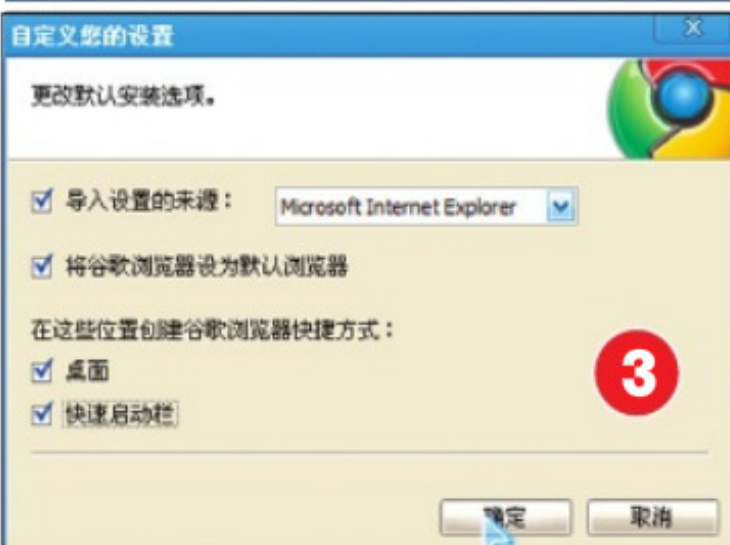 自定义您的设置
更改默认安装选项。
导入设置的来源： Microsoft Internet Explorer
将谷歌浏览器设为默认浏览器
在这些位置创建谷歌浏览器快捷方式：
桌面
3
快速启动栏
确定 取消